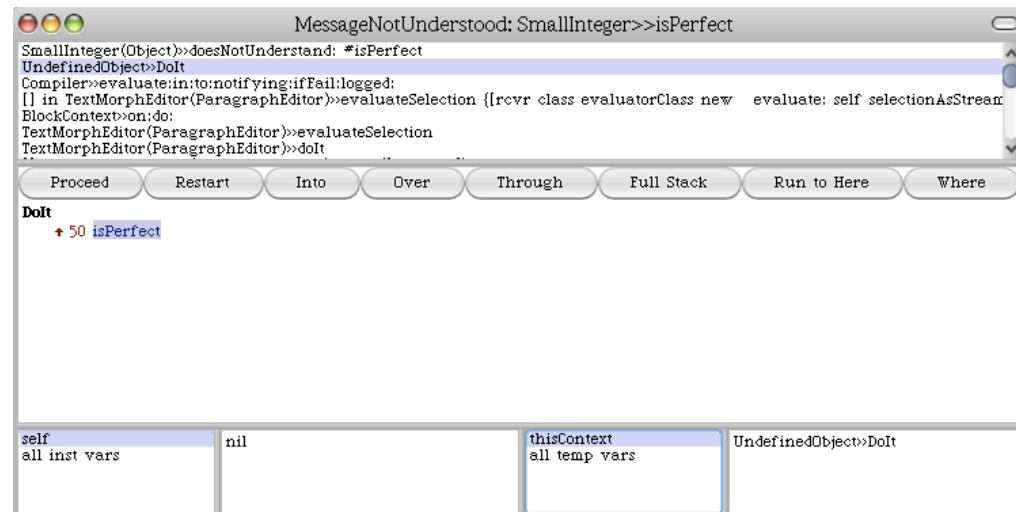 MessageNotUnderstood: SmallInteger>>isPerfect
SmallInteger(Object)>>doesNotUnderstand: #isPerfect
UndefinedObject>>DoIt
Compiler>>evaluate:in:to:notifying:ifFail:logged:
[] in TextMorphEditor(ParagraphEditor)>>evaluateSelection {[rcvr class evaluatorClass new evaluate: self selectionAsStream
BlockContext>>on:do:
TextMorphEditor(ParagraphEditor)>>evaluateSelection
TextMorphEditor(ParagraphEditor)>>doIt
Proceed Restart Into Over Through Full Stack Run to Here Where
DoIt
↑ 50 isPerfect
self
all inst vars
nil
thisContext
all temp vars
UndefinedObject>>DoIt